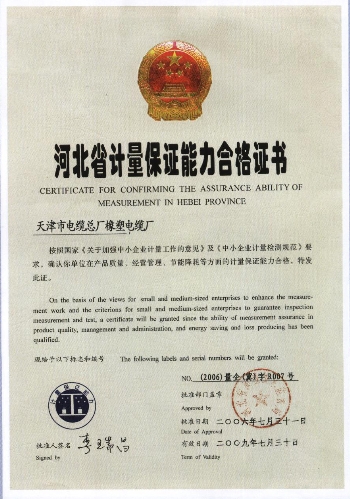 河北省计量保证能力合格证书
CERTIFICATE FOR CONFIRMING THE ASSURANCE ABILITY OF
MEASUREMENT IN HEBEI PROVINCE
天津市电缆总厂橡塑电缆厂
按照国家《关于加强中小企业计量工作的意见》及《中小企业计量检测规范》要
求，确认你单位在产品质量、经营管理、节能降耗等方面的计量保证能力合格。特发
此证。
On the basis of the views for small and medium-sized enterprises to enhance the measure-
ment work and the criterions for small and medium-sized enterprises to guarantee inspection
measurement and test, a certificate will be granted since the ability of measurement assurance in
product quality, management and administration, and energy saving and loss producing has been
qualified.
现给予以下标志和编号 The following labels and serial numbers will be granted:
NO. (2006)量企(冀)字B007号
批准部门盖章
Approval
批准日期 二〇〇六年七月三十一日
Date of Approval
有效日期 二〇〇九年七月三十日
Term of Validity
批准人签名
Signed by